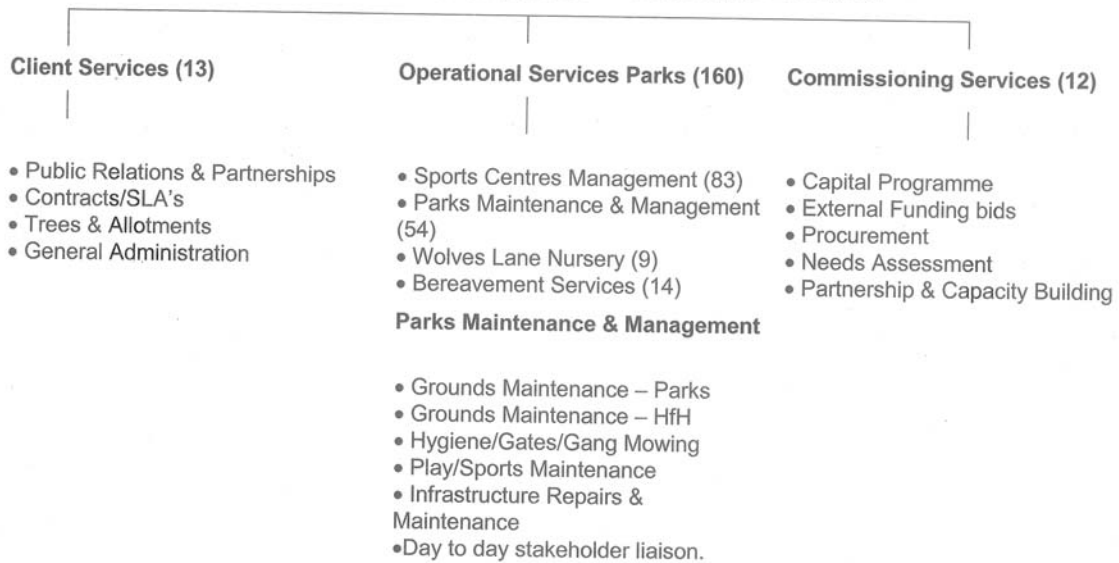 Client Services (13)
• Public Relations & Partnerships
• Contracts/SLA's
• Trees & Allotments
• General Administration
Operational Services Parks (160)
• Sports Centres Management (83)
• Parks Maintenance & Management
(54)
• Wolves Lane Nursery (9)
• Bereavement Services (14)
Parks Maintenance & Management
• Grounds Maintenance – Parks
• Grounds Maintenance – HfH
• Hygiene/Gates/Gang Mowing
• Play/Sports Maintenance
• Infrastructure Repairs &
Maintenance
•Day to day stakeholder liaison.
Commissioning Services (12)
• Capital Programme
• External Funding bids
• Procurement
• Needs Assessment
• Partnership & Capacity Building